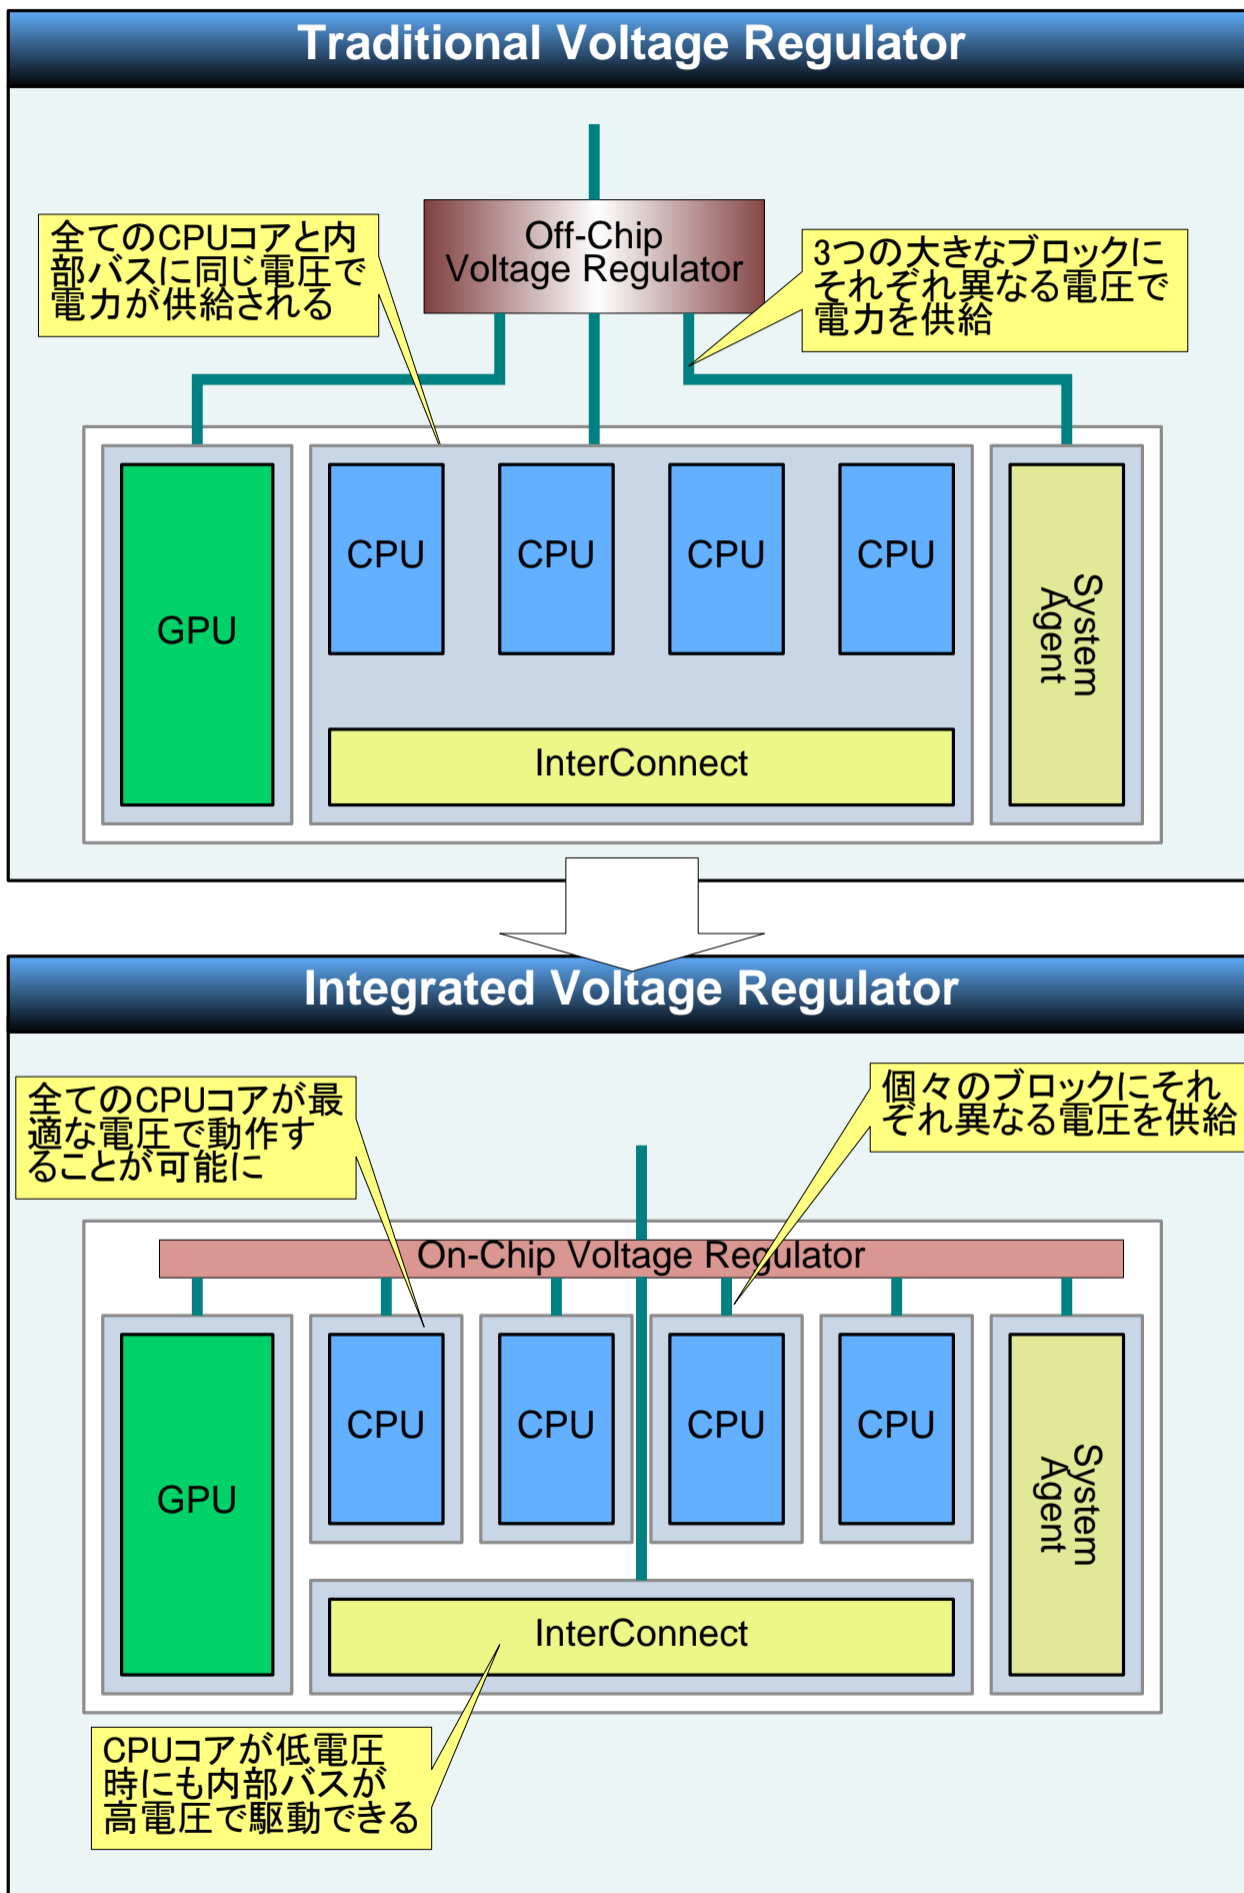 Traditional Voltage Regulator
全てのCPUコアと内
部バスに同じ電圧で
電力が供給される
Off-Chip
Voltage Regulator
3つの大きなブロックに
それぞれ異なる電圧で
電力を供給
GPU
CPU
CPU
CPU
CPU
System
Agent
InterConnect
Integrated Voltage Regulator
全てのCPUコアが最
適な電圧で動作す
ることが可能に
個々のブロックにそれ
ぞれ異なる電圧を供給
On-Chip Voltage Regulator
GPU
CPU
CPU
CPU
CPU
System
Agent
InterConnect
CPUコアが低電圧
時にも内部バスが
高電圧で駆動できる